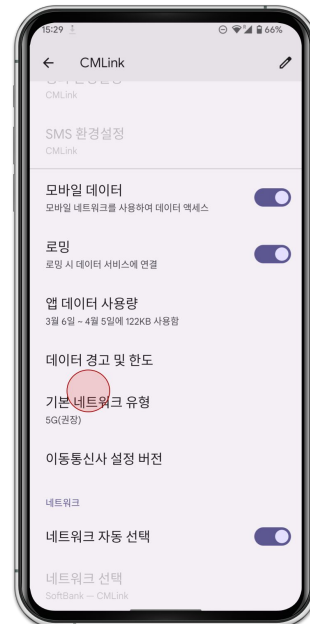 15:29
66%
CMLink
CMLink
SMS 환경설정
CMLink
모바일 데이터
모바일 네트워크를 사용하여 데이터 액세스
로밍
로밍 시 데이터 서비스에 연결
앱 데이터 사용량
3월 6일 ~ 4월 5일에 122KB 사용함
데이터 경고 및 한도
기본 네트워크 유형
5G(권장)
이동통신사 설정 버전
네트워크
네트워크 자동 선택
네트워크 선택
SoftBank — CMLink